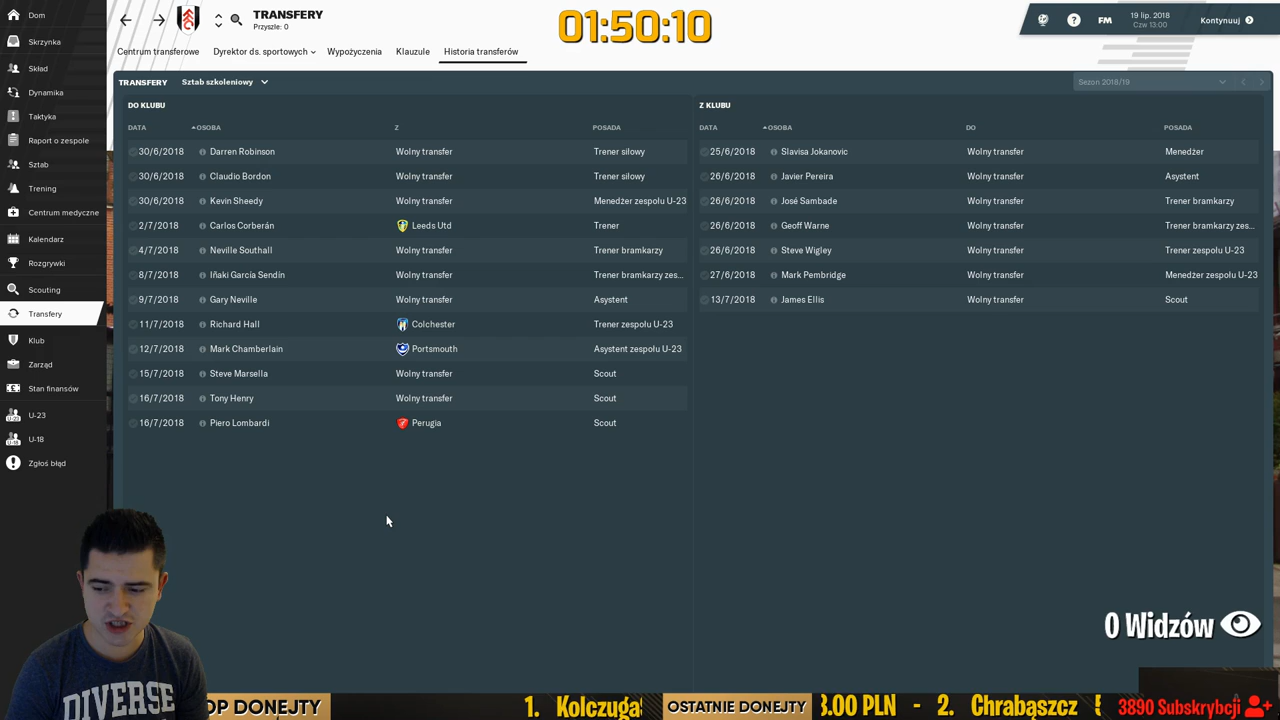 Dom
TRANSFERY
Przyszłe: 0
01:50:10
FM
19 lip. 2018
Czw 13:00
Kontynuuj
Skrzynka
Centrum transferowe
Dyrektor ds. sportowych
Wypożyczenia
Klauzule
Historia transferów
Skład
TRANSFERY
Sztab szkoleniowy
Sezon 2018/19
Dynamika
Taktyka
Raport o zespole
Sztab
Trening
Centrum medyczne
Kalendarz
Rozgrywki
Scouting
Transfery
Klub
Zarząd
Stan finansów
U-23
U-18
Zgłoś błąd
DO KLUBU
DATA OSOBA Z POSADA
30/6/2018 Darren Robinson Wolny transfer Trener siłowy
30/6/2018 Claudio Bordon Wolny transfer Trener siłowy
30/6/2018 Kevin Sheedy Wolny transfer Menedżer zespołu U-23
2/7/2018 Carlos Corberán Leeds Utd Trener
4/7/2018 Neville Southall Wolny transfer Trener bramkarzy
8/7/2018 Iñaki García Sendín Wolny transfer Trener bramkarzy zes...
9/7/2018 Gary Neville Wolny transfer Asystent
11/7/2018 Richard Hall Colchester Trener zespołu U-23
12/7/2018 Mark Chamberlain Portsmouth Asystent zespołu U-23
15/7/2018 Steve Marsella Wolny transfer Scout
16/7/2018 Tony Henry Wolny transfer Scout
16/7/2018 Piero Lombardi Perugia Scout
Z KLUBU
DATA OSOBA DO POSADA
25/6/2018 Slavisa Jokanovic Wolny transfer Menedżer
26/6/2018 Javier Pereira Wolny transfer Asystent
26/6/2018 José Sambade Wolny transfer Trener bramkarzy
26/6/2018 Geoff Warne Wolny transfer Trener bramkarzy zes...
26/6/2018 Steve Wigley Wolny transfer Trener zespołu U-23
27/6/2018 Mark Pembridge Wolny transfer Menedżer zespołu U-23
13/7/2018 James Ellis Wolny transfer Scout
0 Widzów
DIVERSE
OP DONEJTY
1. Kolczuga
OSTATNIE DONEJTY
3.00 PLN - 2. Chrabąszcz
3890 Subskrybcji